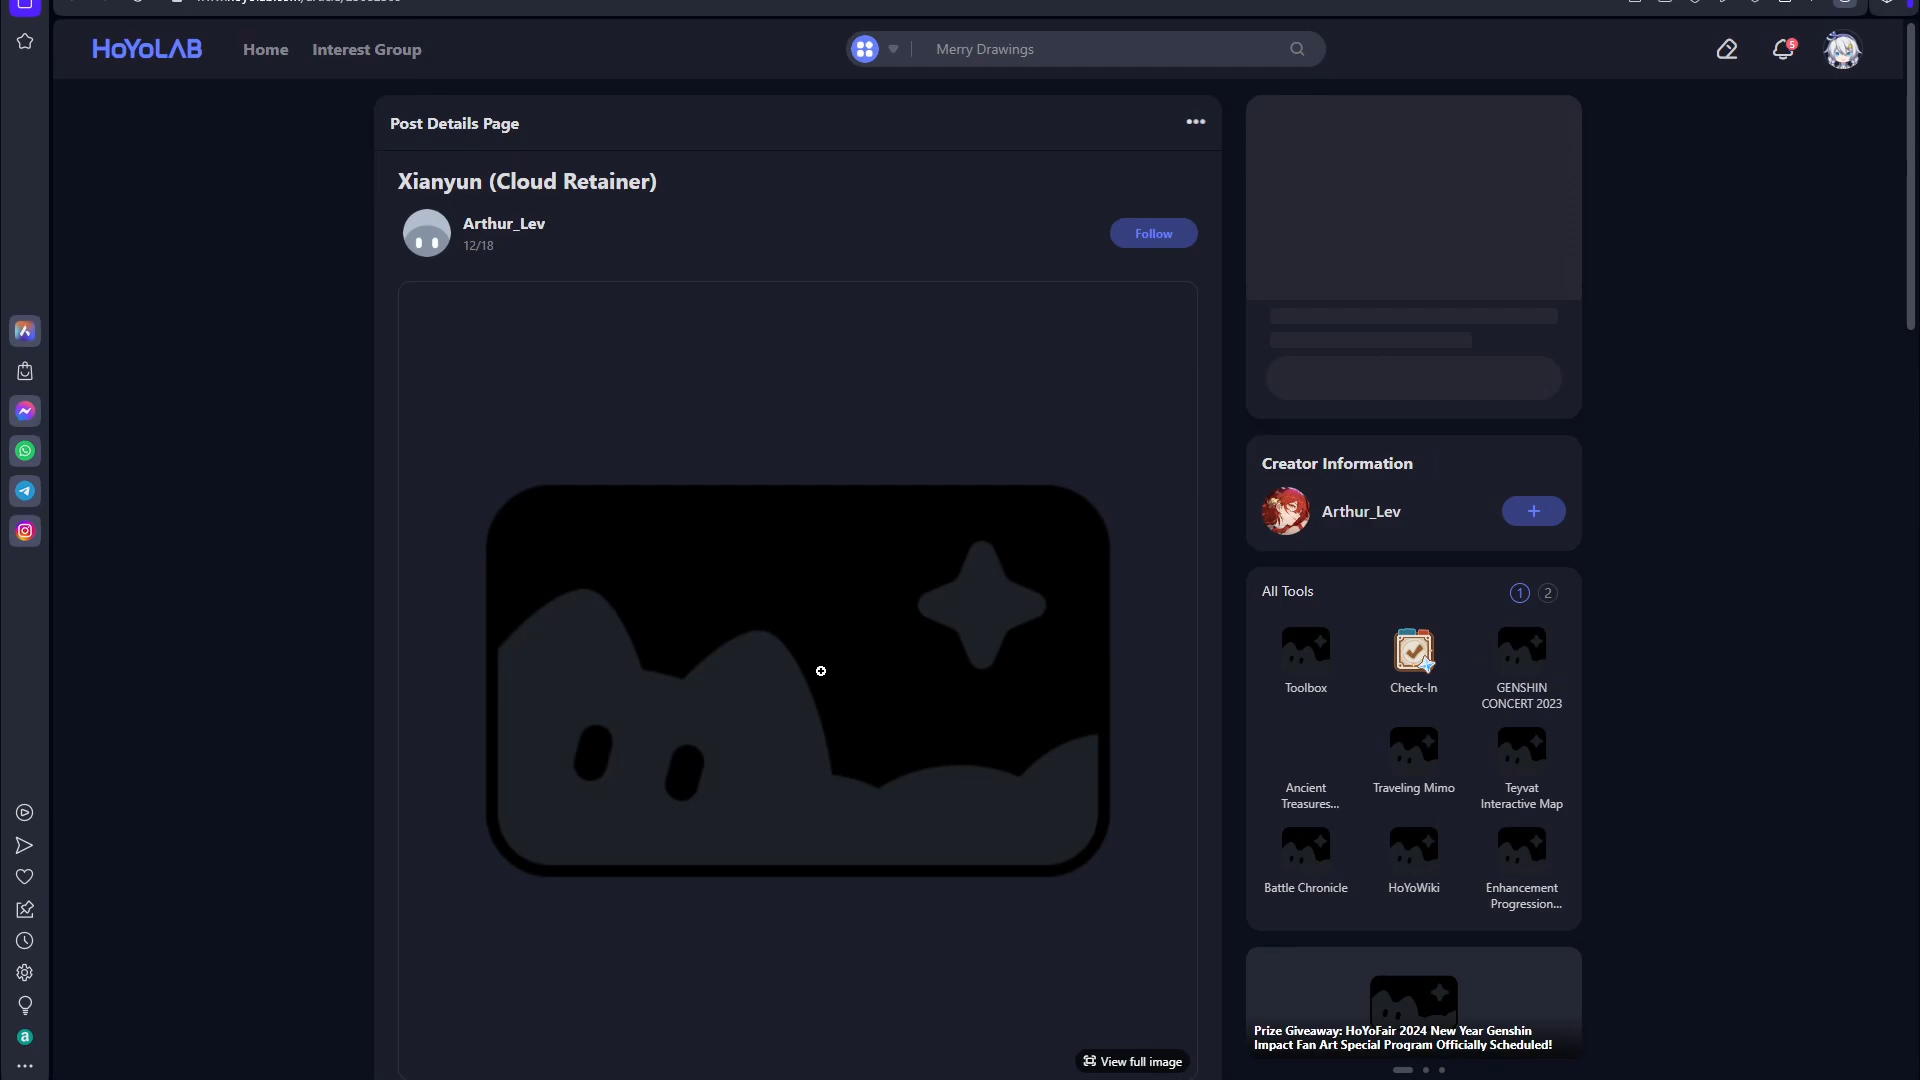 HoYoLAB
Home
Interest Group
Merry Drawings
5
Post Details Page
Xianyun (Cloud Retainer)
Arthur_Lev
12/18
Follow
View full image
Creator Information
Arthur_Lev
All Tools
1
2
Toolbox
Check-In
GENSHIN
CONCERT 2023
Ancient
Treasures...
Traveling Mimo
Teyvat
Interactive Map
Battle Chronicle
HoYoWiki
Enhancement
Progression...
Prize Giveaway: HoYoFair 2024 New Year Genshin
Impact Fan Art Special Program Officially Scheduled!
a